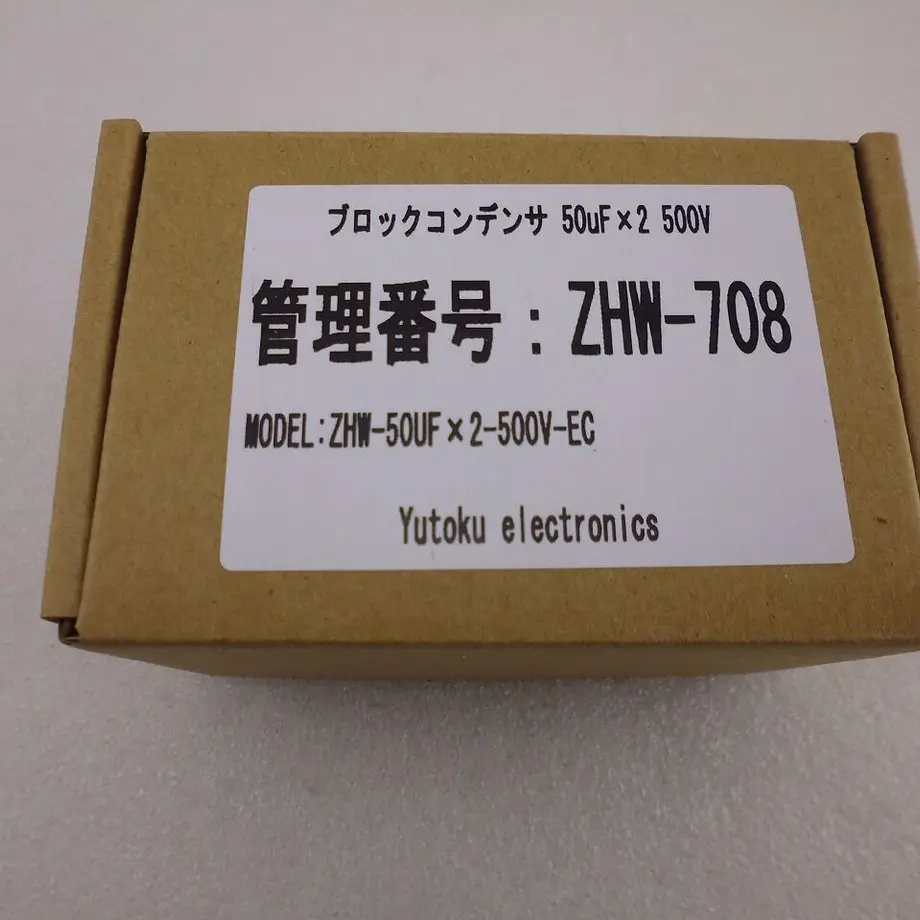 ブロックコンデンサ 50uF×2 500V
管理番号：ZHW-708
MODEL:ZHW-50UF×2-500V-EC
Yutoku electronics